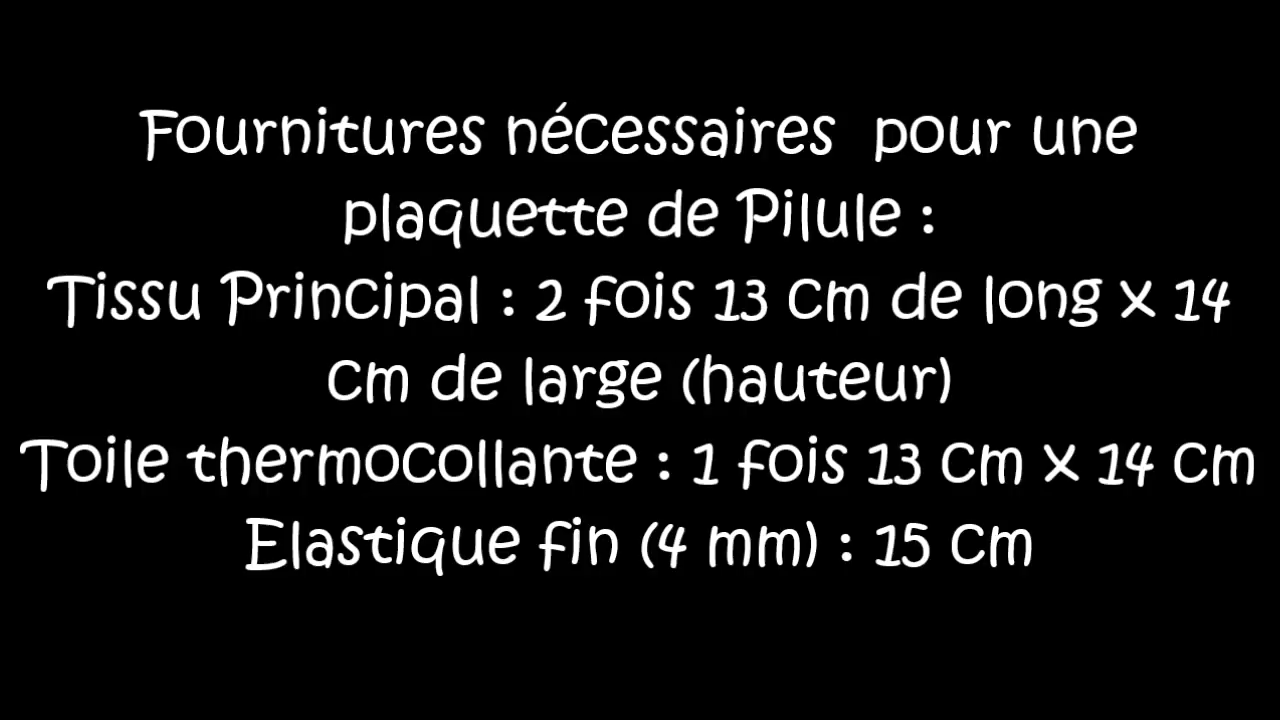 Fournitures nécessaires  pour une
plaquette de Pilule :
Tissu Principal : 2 fois 13 cm de long x 14
cm de large (hauteur)
Toile thermocollante : 1 fois 13 cm x 14 cm
Elastique fin (4 mm) : 15 cm